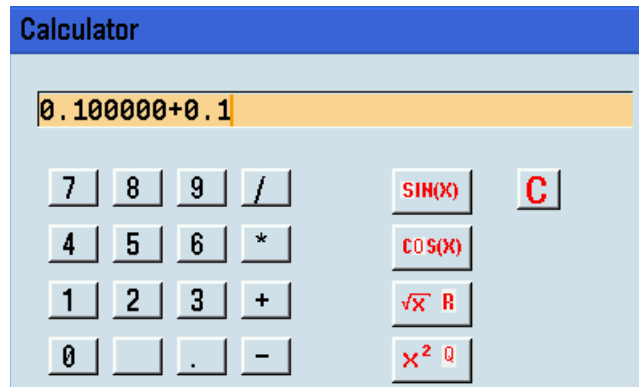 Calculator
0.100000+0.1
7 8 9 / SIN(X) C
4 5 6 * COS(X)
1 2 3 + √x R
0 . - x² Q